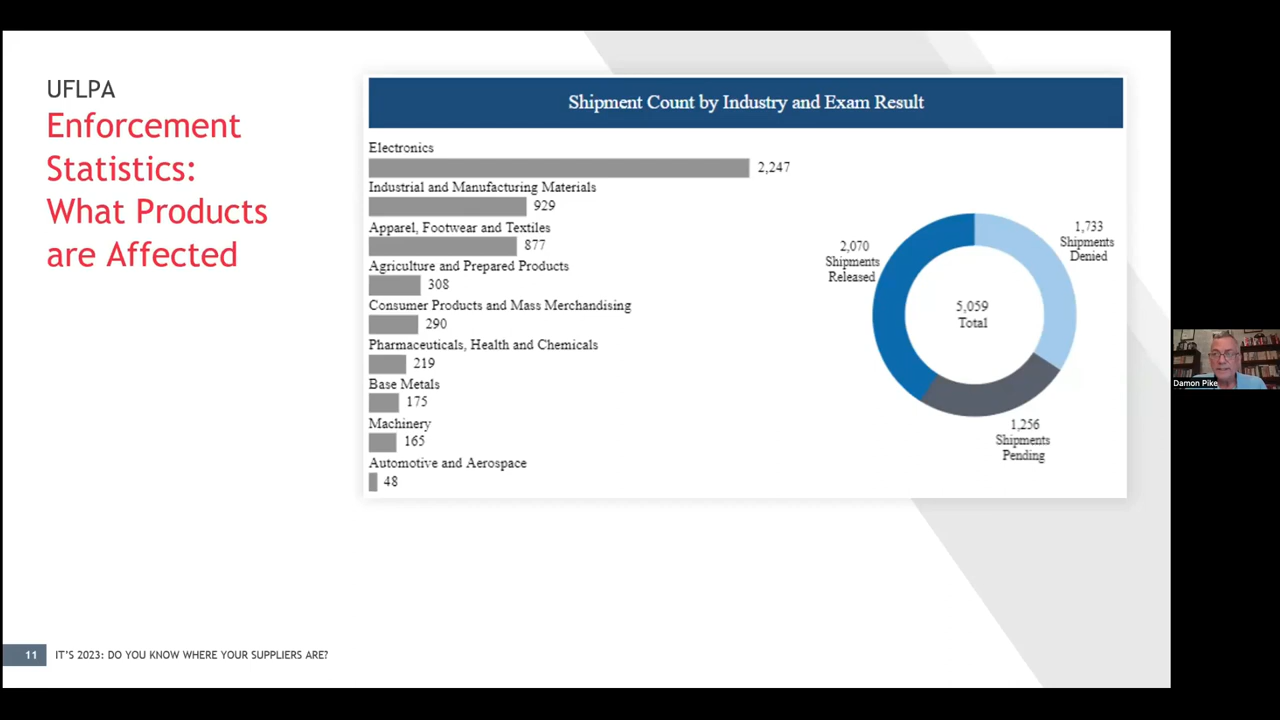 UFLPA
Enforcement
Statistics:
What Products
are Affected
Shipment Count by Industry and Exam Result
Electronics
2,247
Industrial and Manufacturing Materials
929
Apparel, Footwear and Textiles
877
Agriculture and Prepared Products
308
Consumer Products and Mass Merchandising
290
Pharmaceuticals, Health and Chemicals
219
Base Metals
175
Machinery
165
Automotive and Aerospace
48
2,070
Shipments
Released
1,733
Shipments
Denied
5,059
Total
1,256
Shipments
Pending
Damon Pike
11 IT'S 2023: DO YOU KNOW WHERE YOUR SUPPLIERS ARE?